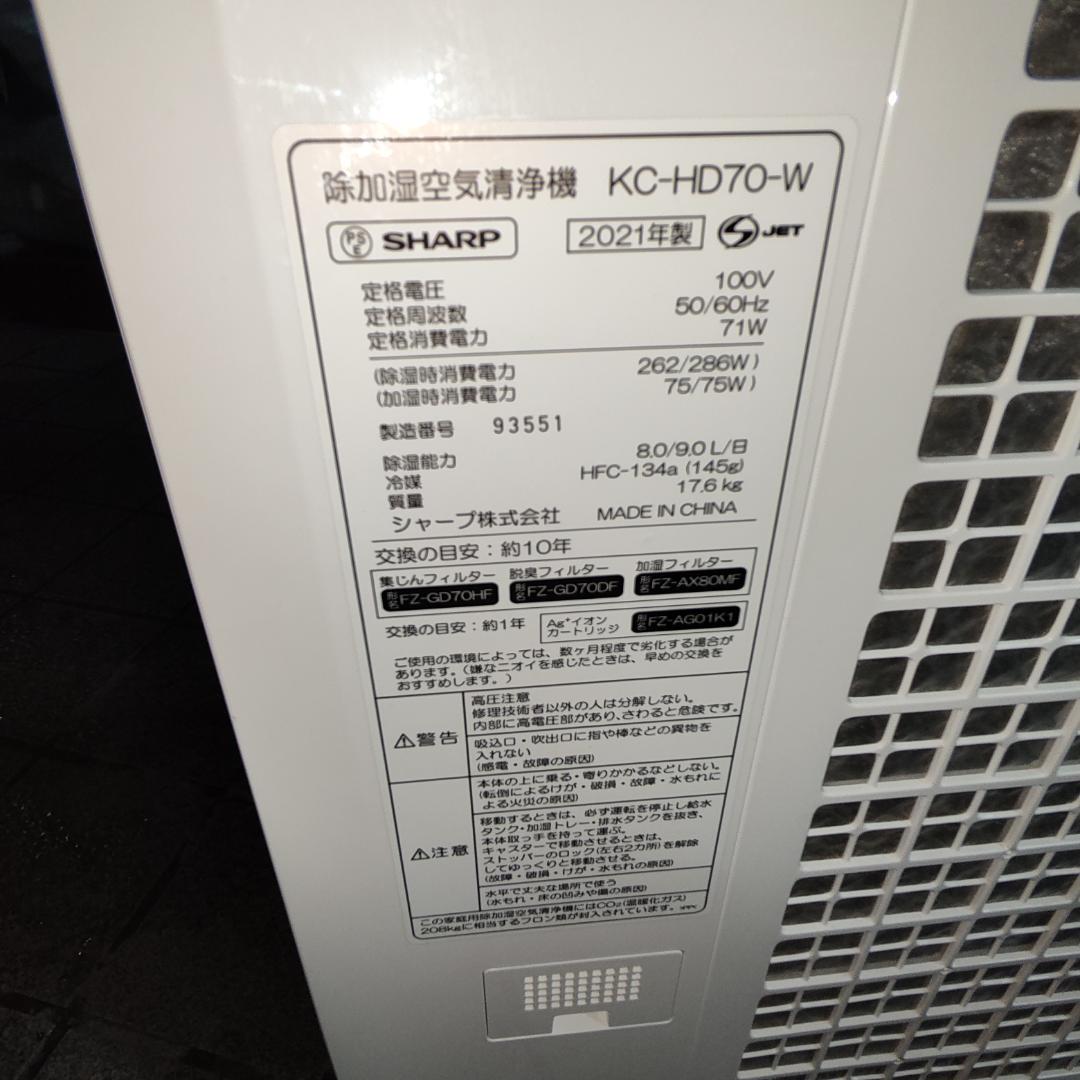 除加湿空気清浄機 KC-HD70-W
PSE SHARP 2021年製 JET
定格電圧 100V
定格周波数 50/60Hz
定格消費電力 71W
(除湿時消費電力 262/286W)
(加湿時消費電力 75/75W)
製造番号 93551
除湿能力 8.0/9.0 L/日
冷媒 HFC-134a (145g)
質量 17.6 kg
シャープ株式会社 MADE IN CHINA
交換の目安:約10年
集じんフィルター 脱臭フィルター 加湿フィルター
形名 FZ-GD70HF 形名 FZ-GD70DF 形名 FZ-AX80MF
交換の目安:約1年 Ag⁺イオンカートリッジ 形名 FZ-AG01K1
ご使用の環境によっては、数ヶ月程度で劣化する場合が
あります。(嫌なニオイを感じたときは、早めの交換を
おすすめします。)
⚠警告
高圧注意
修理技術者以外の人は分解しない。
内部に高電圧部があり、さわると危険です。
吸込口・吹出口に指や棒などの異物を
入れない
(感電・故障の原因)
⚠注意
本体の上に乗る・寄りかかるなどしない。
(転倒によるけが・破損・故障・水もれに
よる火災の原因)
移動するときは、必ず運転を停止し給水
タンク・加湿トレー・排水タンクを抜き、
本体取っ手を持って運ぶ。
キャスターで移動させるときは、
ストッパーのロック(左右2カ所)を解除
してゆっくりと移動させる。
(故障・破損・けが・水もれの原因)
水平で丈夫な場所で使う
(水もれ・床の凹みや傷の原因)
この家庭用除加湿空気清浄機にはCO₂(温暖化ガス)
208kgに相当するフロン類が封入されています。